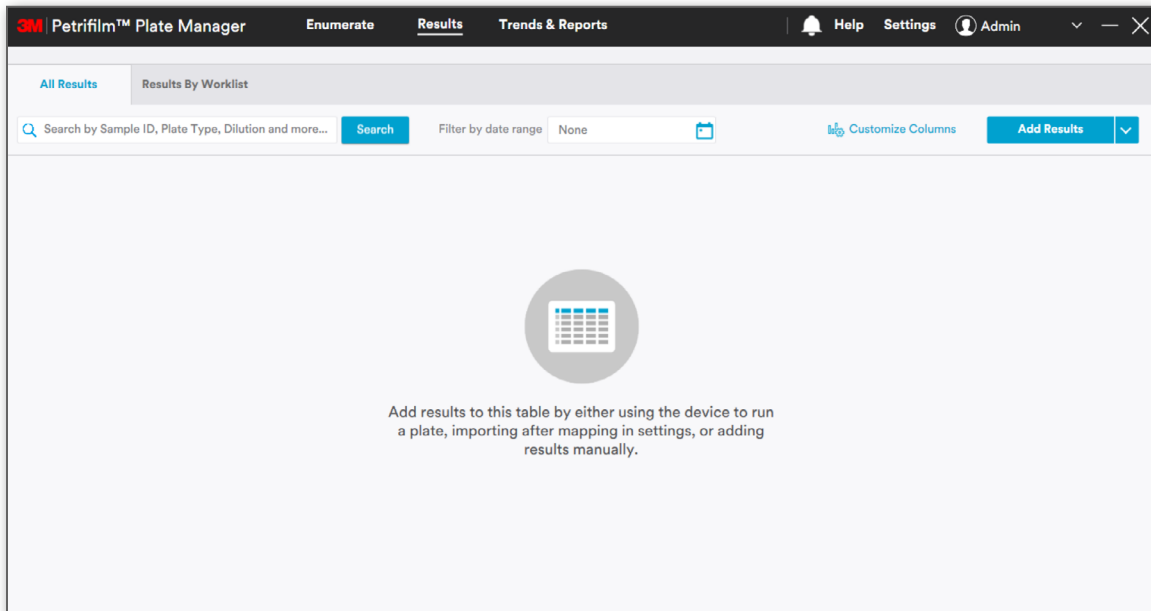 3M Petrifilm™ Plate Manager Enumerate Results Trends & Reports Help Settings Admin
All Results Results By Worklist
Search by Sample ID, Plate Type, Dilution and more... Search Filter by date range None Customize Columns Add Results
Add results to this table by either using the device to run
a plate, importing after mapping in settings, or adding
results manually.